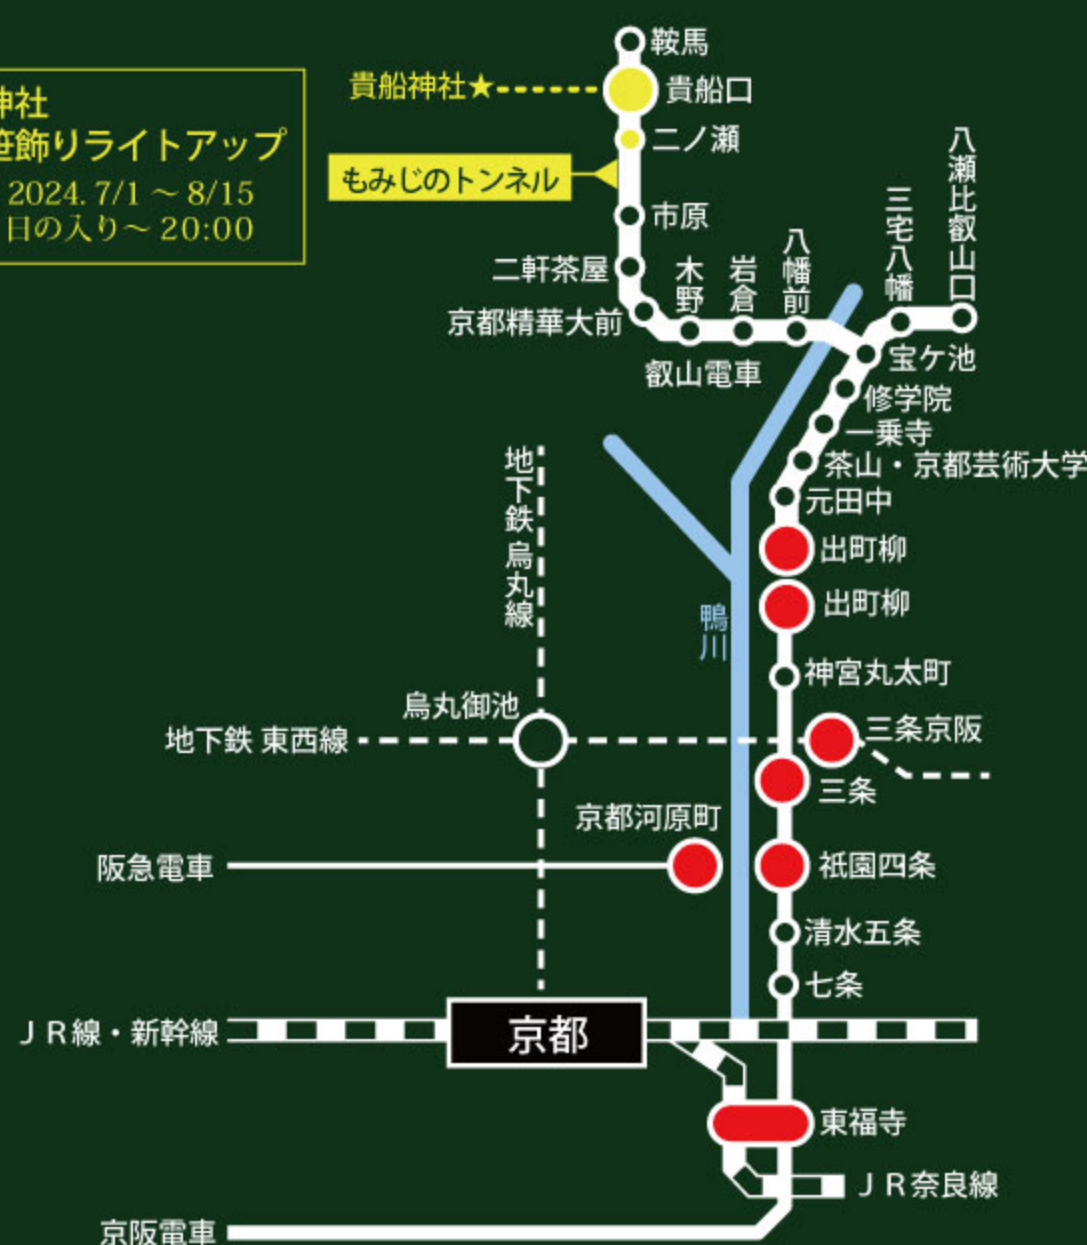 鞍馬
神社
笹飾りライトアップ
2024. 7/1 ～ 8/15
日の入り～ 20:00
貴船神社★
貴船口
二ノ瀬
もみじのトンネル
市原
二軒茶屋
京都精華大前
木野
岩倉
八幡前
三宅八幡
八瀬比叡山口
叡山電車
宝ケ池
修学院
一乗寺
茶山・京都芸術大学
元田中
出町柳
出町柳
地下鉄 烏丸線
鴨川
神宮丸太町
烏丸御池
地下鉄 東西線
三条京阪
三条
京都河原町
阪急電車
祇園四条
清水五条
七条
ＪＲ線・新幹線
京都
東福寺
ＪＲ奈良線
京阪電車